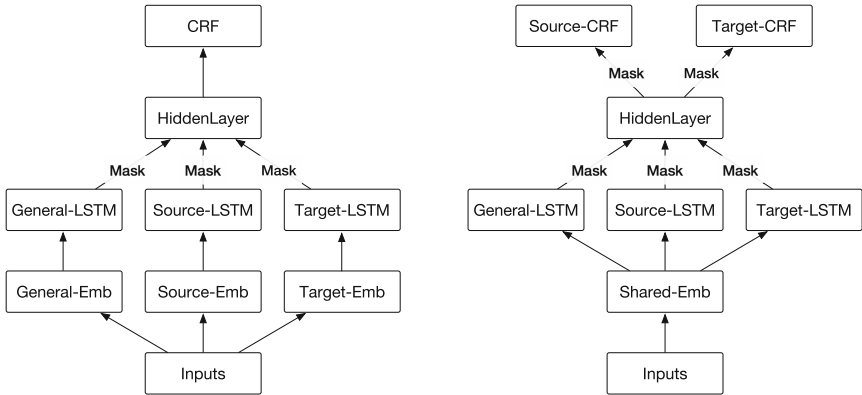 CRF
HiddenLayer
Mask Mask Mask
General-LSTM Source-LSTM Target-LSTM
General-Emb Source-Emb Target-Emb
Inputs
Source-CRF Target-CRF
Mask Mask
HiddenLayer
Mask Mask Mask
General-LSTM Source-LSTM Target-LSTM
Shared-Emb
Inputs